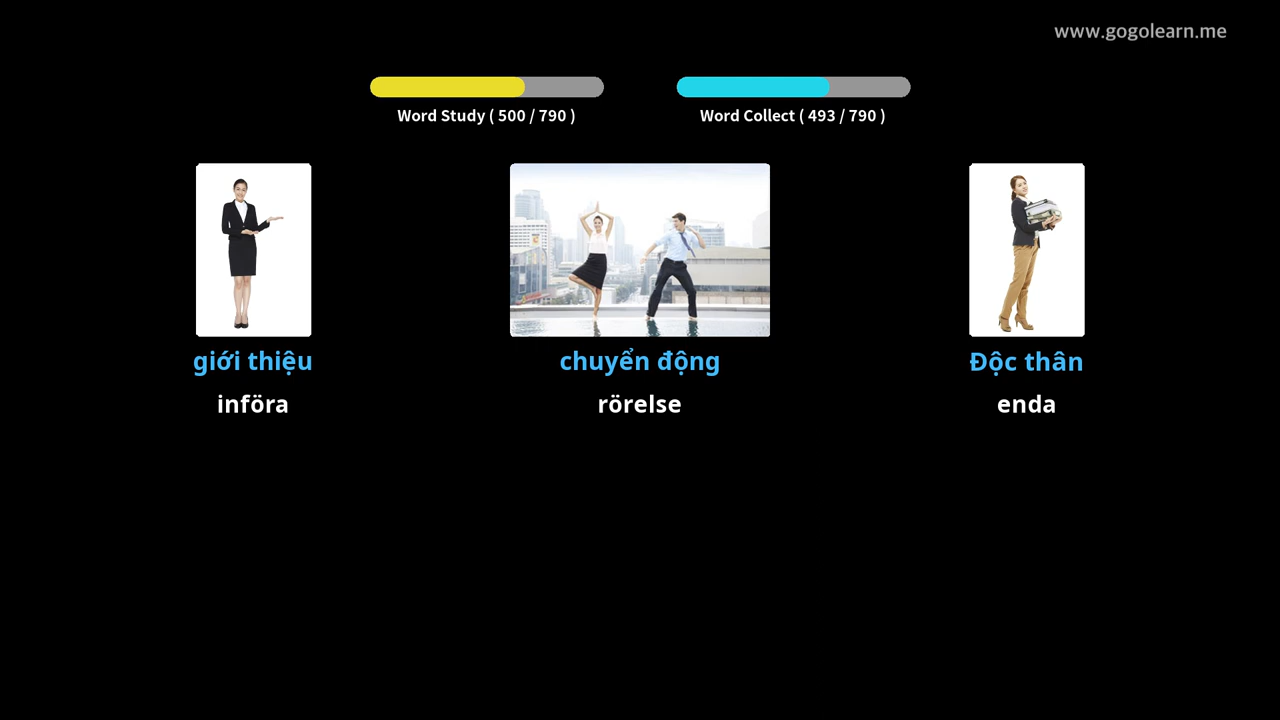 www.gogolearn.me
Word Study ( 500 / 790 )
Word Collect ( 493 / 790 )
giới thiệu
chuyển động
Độc thân
införa
rörelse
enda